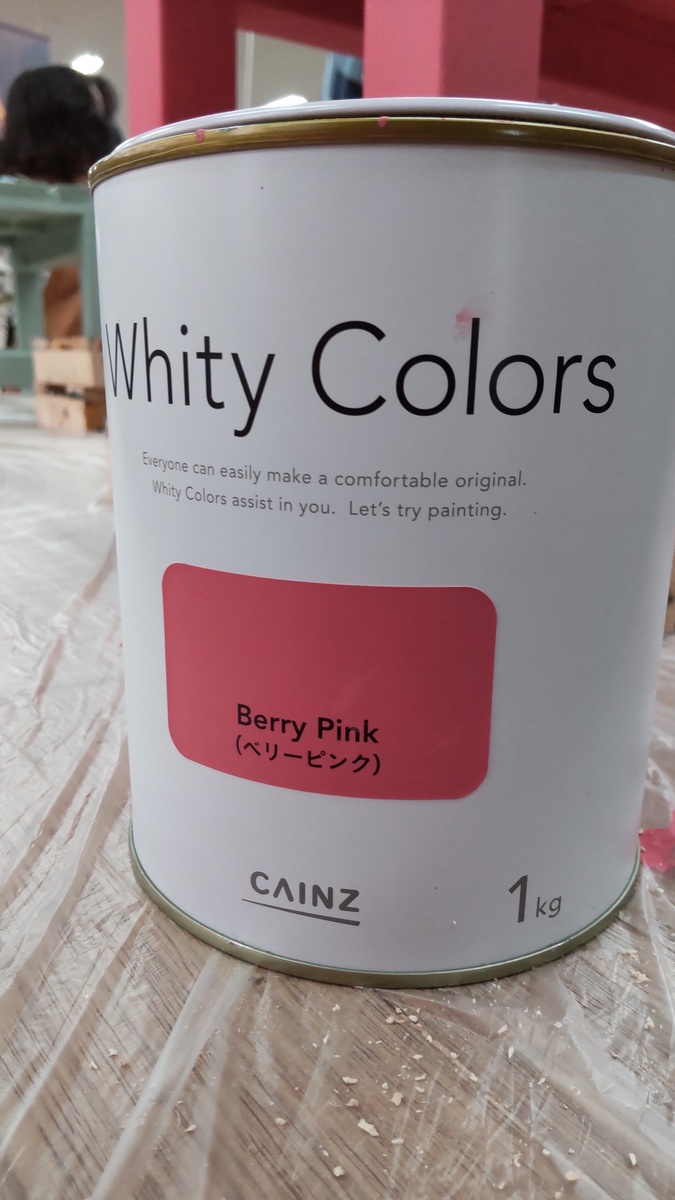 Whity Colors
Everyone can easily make a comfortable original.
Whity Colors assist in you. Let's try painting.
Berry Pink
(ベリーピンク)
CAINZ
1kg